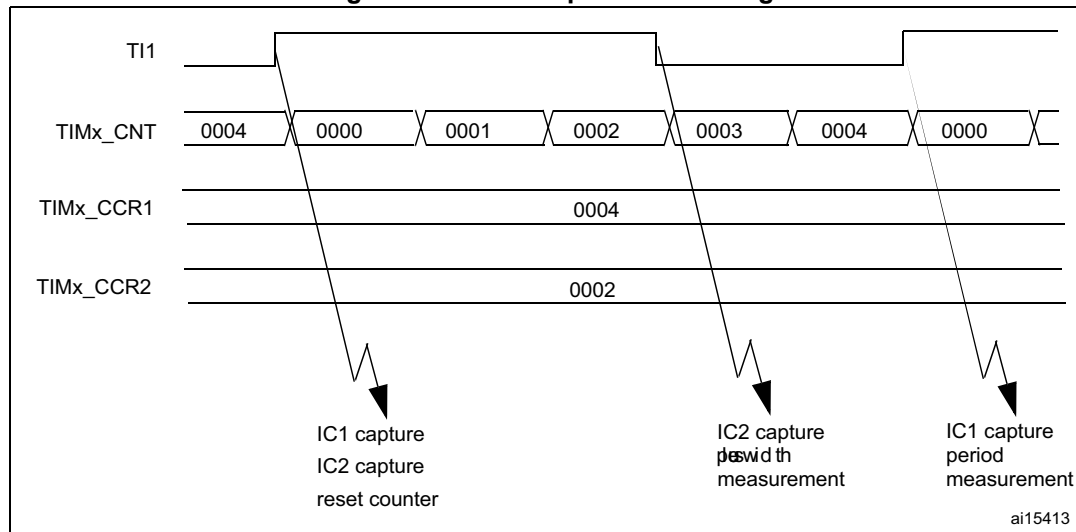 TI1
TIMx_CNT 0004 0000 0001 0002 0003 0004 0000
TIMx_CCR1
0004
TIMx_CCR2
0002
IC1 capture
IC2 capture
reset counter
IC2 capture
measurement
IC1 capture
period
measurement
ai15413